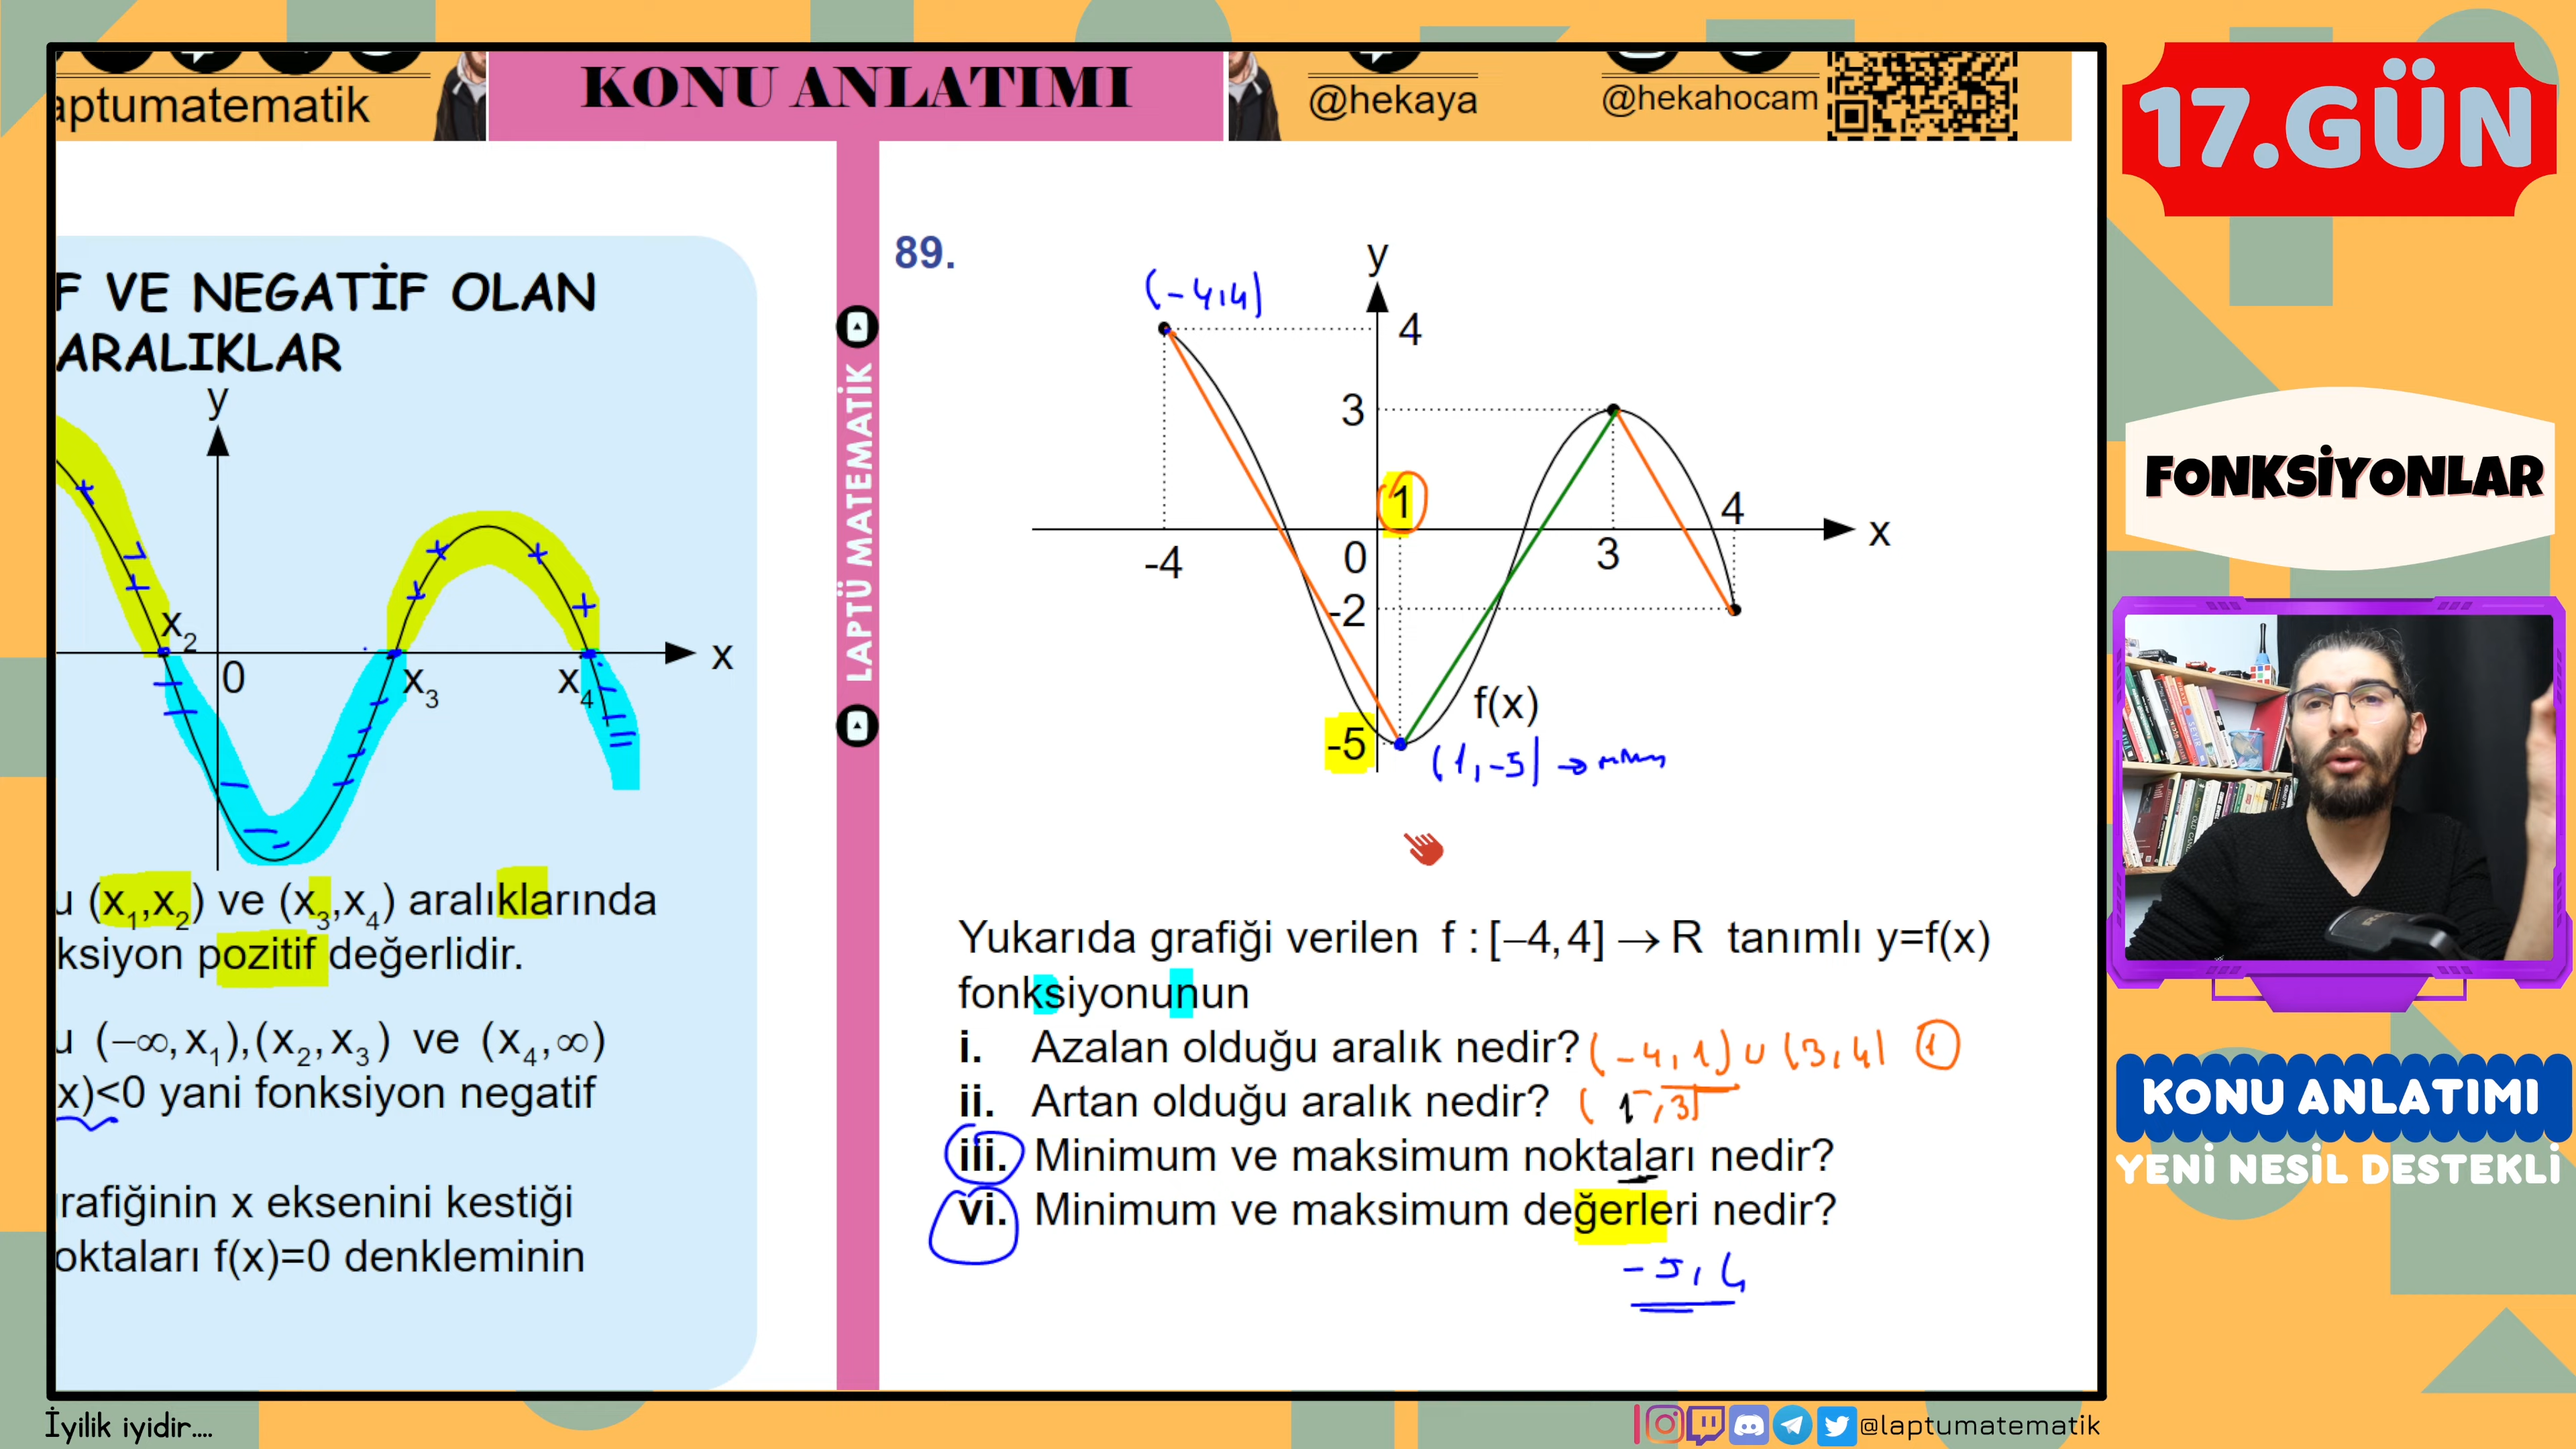 aptumatematik
KONU ANLATIMI
@hekaya
@hekahocam
17.GÜN
F VE NEGATİF OLAN
ARALIKLAR
y
x₂
0
x₃
x₄
x
u (x₁,x₂) ve (x₃,x₄) aralıklarında
ksiyon pozitif değerlidir.
u (−∞,x₁),(x₂,x₃) ve (x₄,∞)
x)<0 yani fonksiyon negatif
rafiğinin x eksenini kestiği
oktaları f(x)=0 denkleminin
LAPTÜ MATEMATİK
89.
y
(-4,4)
4
3
1
4
x
-4
0
3
-2
f(x)
-5
(1,-5) →
Yukarıda grafiği verilen f : [−4,4] → R tanımlı y=f(x)
fonksiyonunun
i. Azalan olduğu aralık nedir? (-4,1) ∪ (3,4) 1
ii. Artan olduğu aralık nedir? (1,3)
iii. Minimum ve maksimum noktaları nedir?
vi. Minimum ve maksimum değerleri nedir?
-5,4
FONKSİYONLAR
KONU ANLATIMI
YENİ NESİL DESTEKLİ
İyilik iyidir....
@laptumatematik